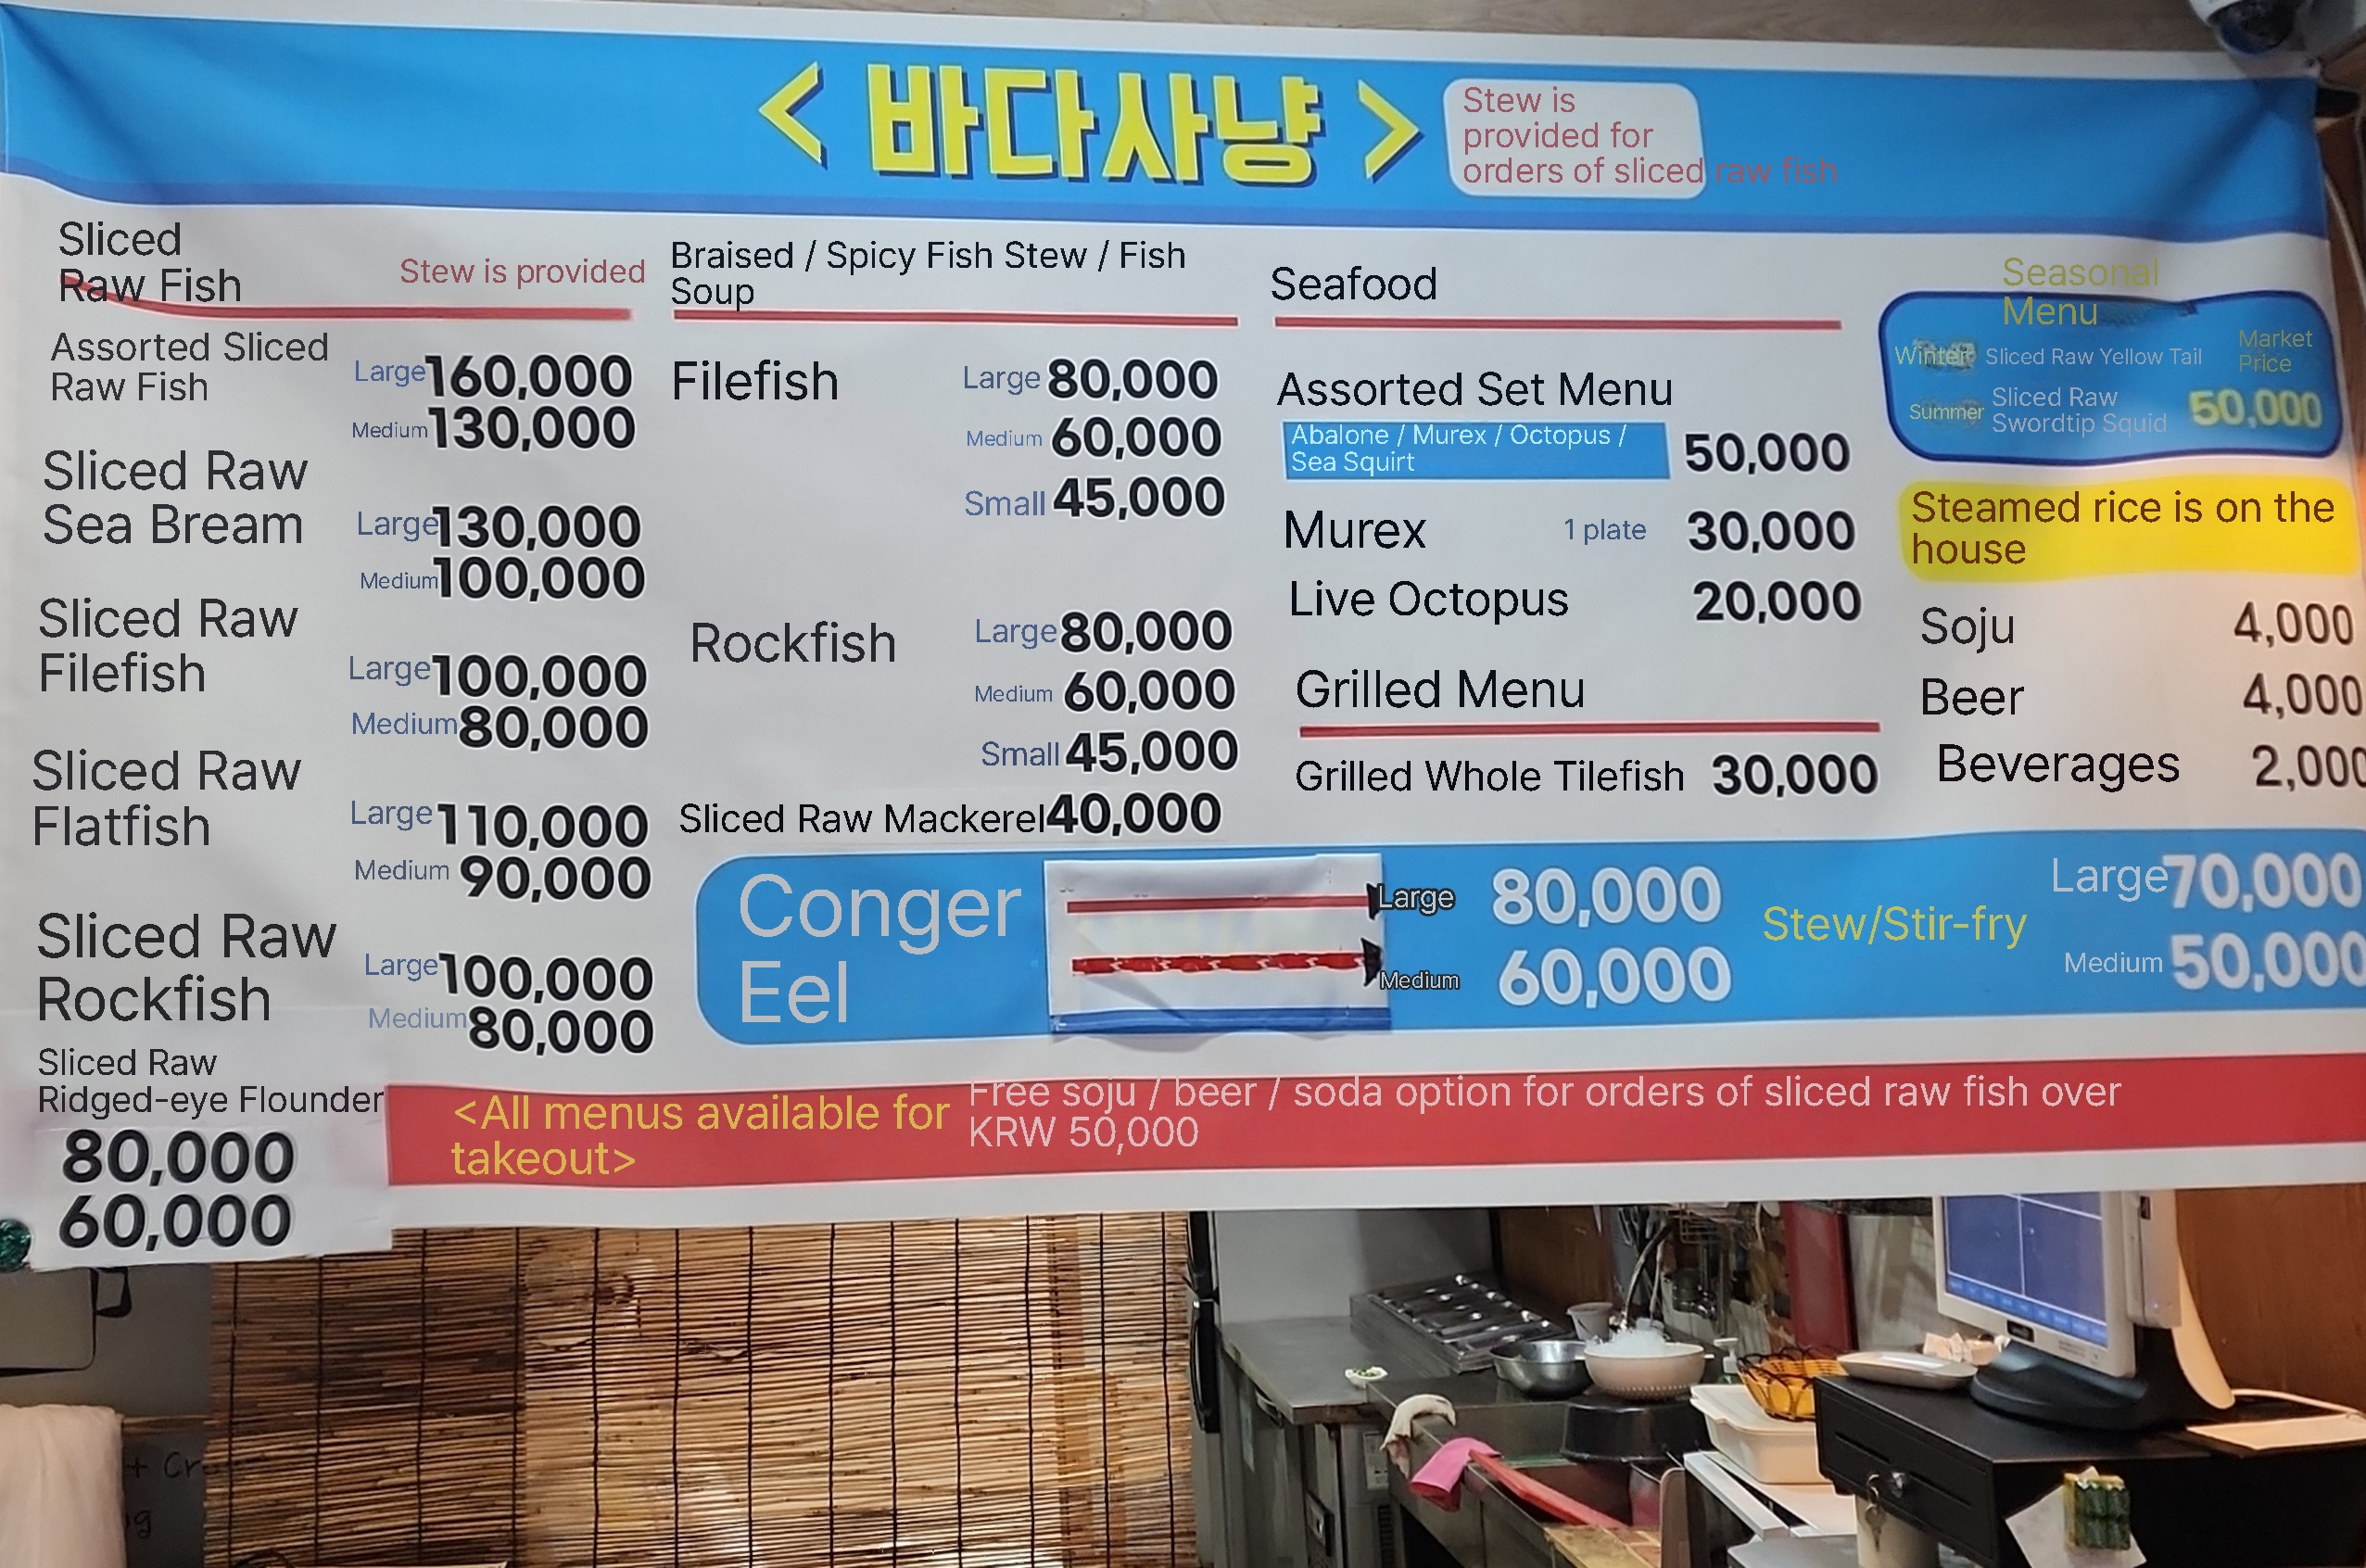 < 바다사냥 >
Stew is
provided for
orders of sliced raw fish
Sliced
Raw Fish
Stew is provided
Assorted Sliced
Raw Fish
Large 160,000
Medium 130,000
Sliced Raw
Sea Bream
Large 130,000
Medium 100,000
Sliced Raw
Filefish
Large 100,000
Medium 80,000
Sliced Raw
Flatfish
Large 110,000
Medium 90,000
Sliced Raw
Rockfish
Large 100,000
Medium 80,000
Sliced Raw
Ridged-eye Flounder
80,000
60,000
Braised / Spicy Fish Stew / Fish
Soup
Filefish Large 80,000
Medium 60,000
Small 45,000
Rockfish Large 80,000
Medium 60,000
Small 45,000
Sliced Raw Mackerel 40,000
Seafood
Assorted Set Menu
Abalone / Murex / Octopus /
Sea Squirt
50,000
Murex 1 plate 30,000
Live Octopus 20,000
Grilled Menu
Grilled Whole Tilefish 30,000
Seasonal
Menu
Winter Sliced Raw Yellow Tail Market
Price
Summer Sliced Raw
Swordtip Squid 50,000
Steamed rice is on the
house
Soju 4,000
Beer 4,000
Beverages 2,000
Conger
Eel
Large 80,000
Medium 60,000
Stew/Stir-fry
Large 70,000
Medium 50,000
<All menus available for
takeout>
Free soju / beer / soda option for orders of sliced raw fish over
KRW 50,000